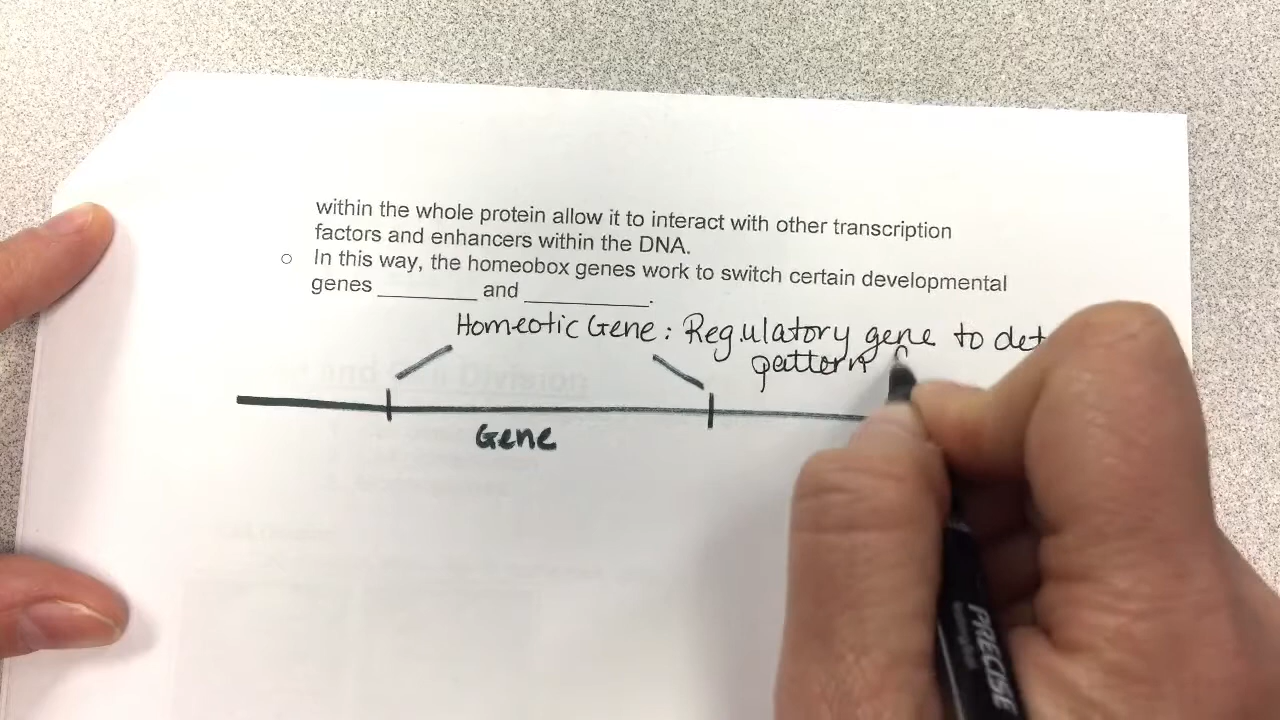 within the whole protein allow it to interact with other transcription
factors and enhancers within the DNA.
○ In this way, the homeobox genes work to switch certain developmental
genes ________ and __________.
Homeotic Gene: Regulatory gene to det
pattern
Gene
PRECISE